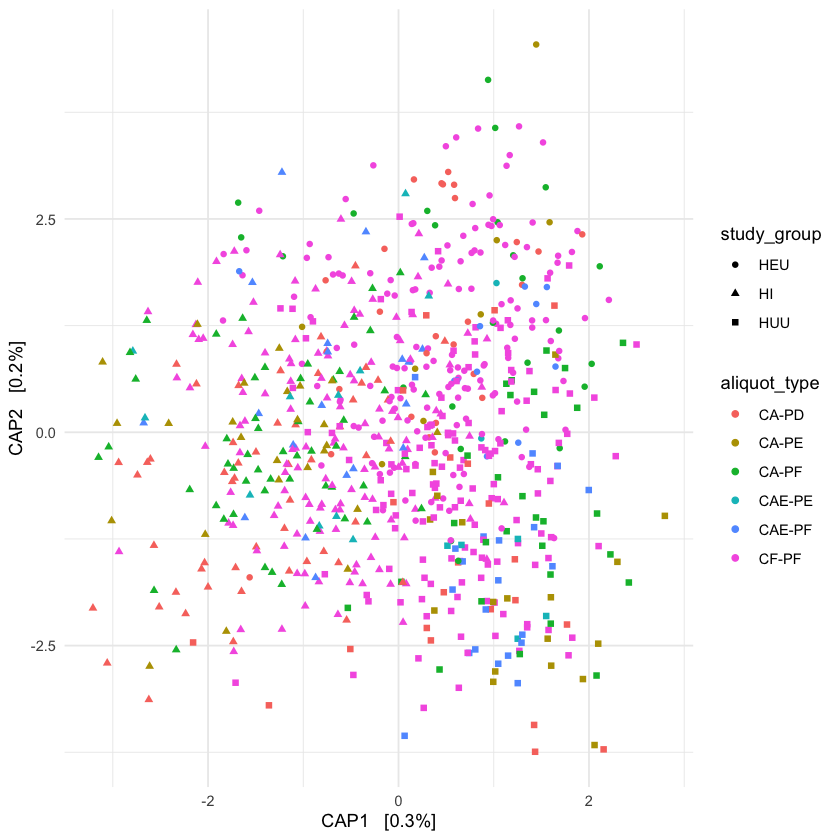 2.5
0.0
-2.5
CAP2 [0.2%]
-2 0 2
CAP1 [0.3%]
study_group
HEU
HI
HUU
aliquot_type
CA-PD
CA-PE
CA-PF
CAE-PE
CAE-PF
CF-PF